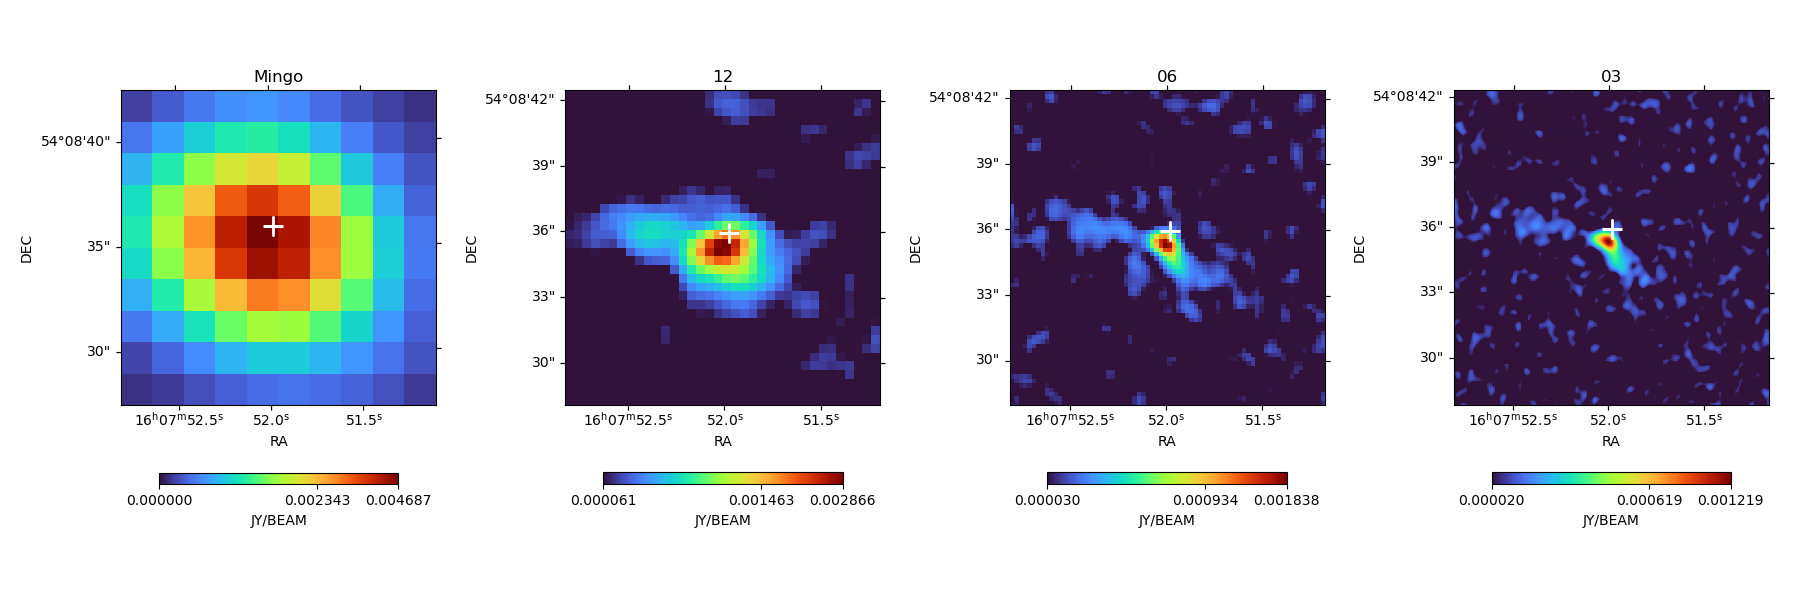 Mingo
54°08'40"
35"
30"
DEC
16ʰ07ᵐ52.5ˢ 52.0ˢ 51.5ˢ
RA
0.000000 0.002343 0.004687
JY/BEAM
12
54°08'42"
39"
36"
33"
30"
DEC
16ʰ07ᵐ52.5ˢ 52.0ˢ 51.5ˢ
RA
0.000061 0.001463 0.002866
JY/BEAM
06
54°08'42"
39"
36"
33"
30"
DEC
16ʰ07ᵐ52.5ˢ 52.0ˢ 51.5ˢ
RA
0.000030 0.000934 0.001838
JY/BEAM
03
54°08'42"
39"
36"
33"
30"
DEC
16ʰ07ᵐ52.5ˢ 52.0ˢ 51.5ˢ
RA
0.000020 0.000619 0.001219
JY/BEAM